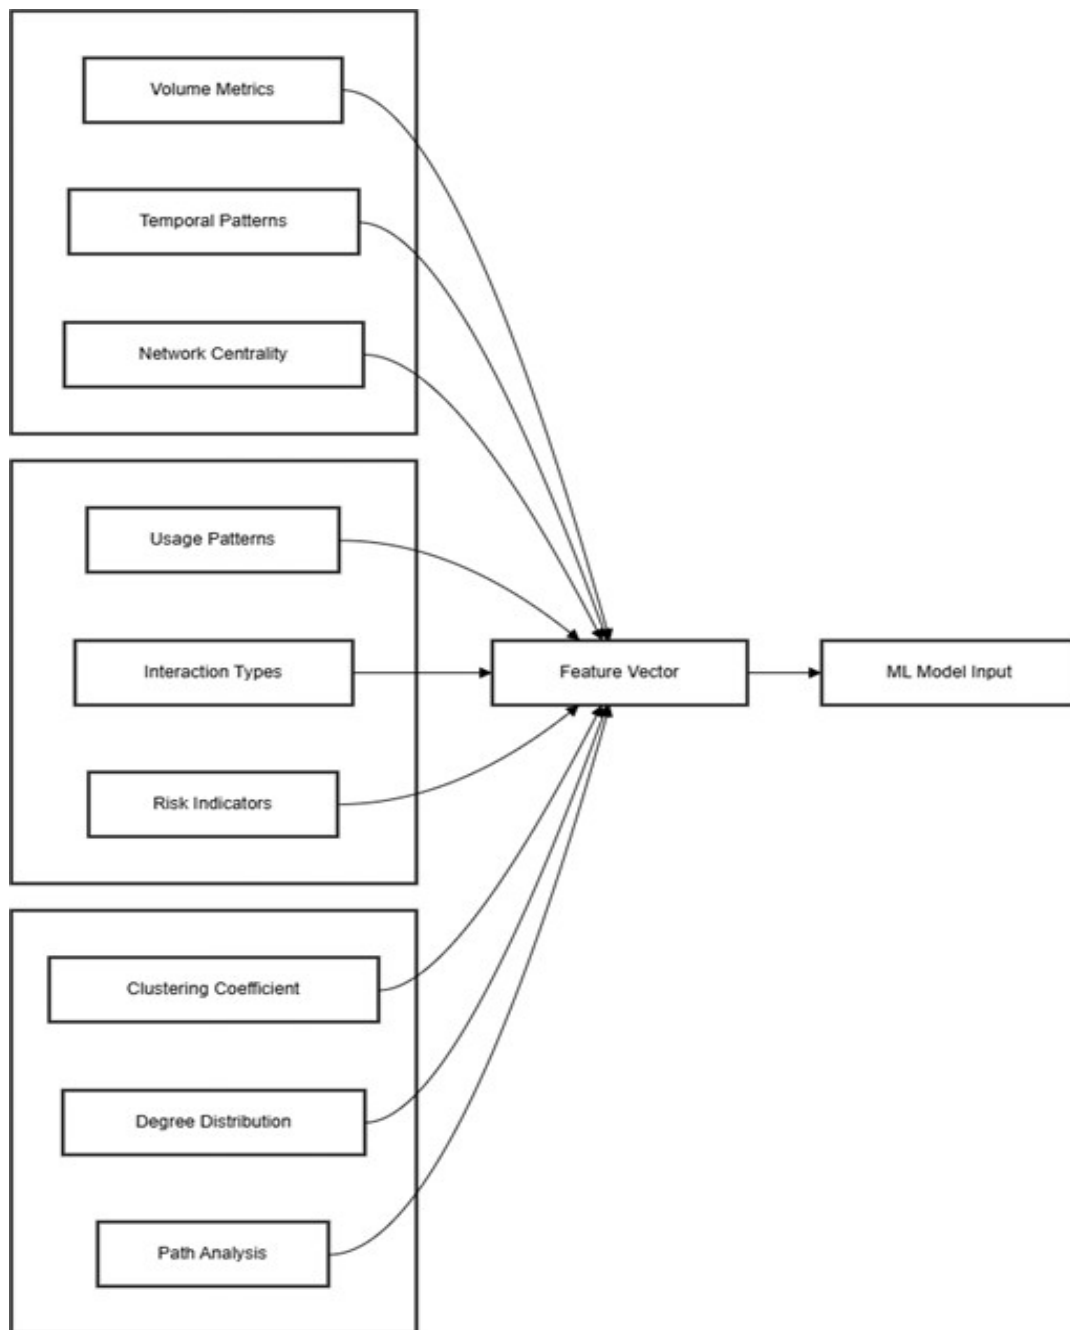 Volume Metrics
Temporal Patterns
Network Centrality
Usage Patterns
Interaction Types
Risk Indicators
Clustering Coefficient
Degree Distribution
Path Analysis
Feature Vector
ML Model Input